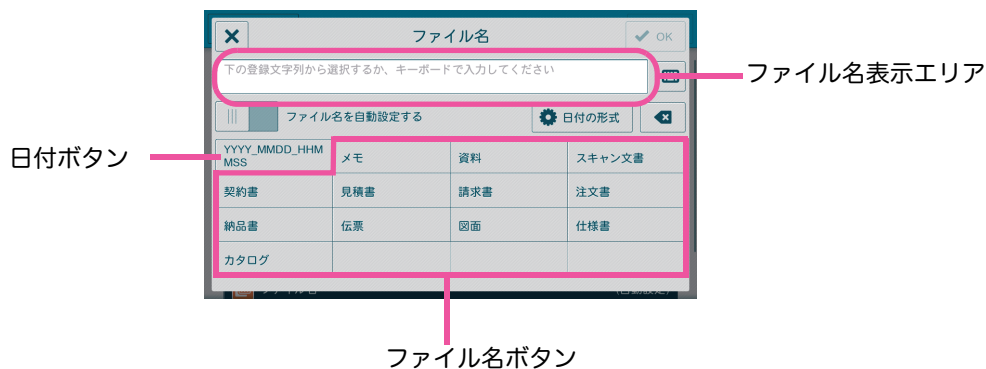 ファイル名
OK
下の登録文字列から選択するか、キーボードで入力してください
ファイル名表示エリア
ファイル名を自動設定する
日付の形式
日付ボタン
YYYY_MMDD_HHM
MSS
メモ
資料
スキャン文書
契約書
見積書
請求書
注文書
納品書
伝票
図面
仕様書
カタログ
ファイル名ボタン